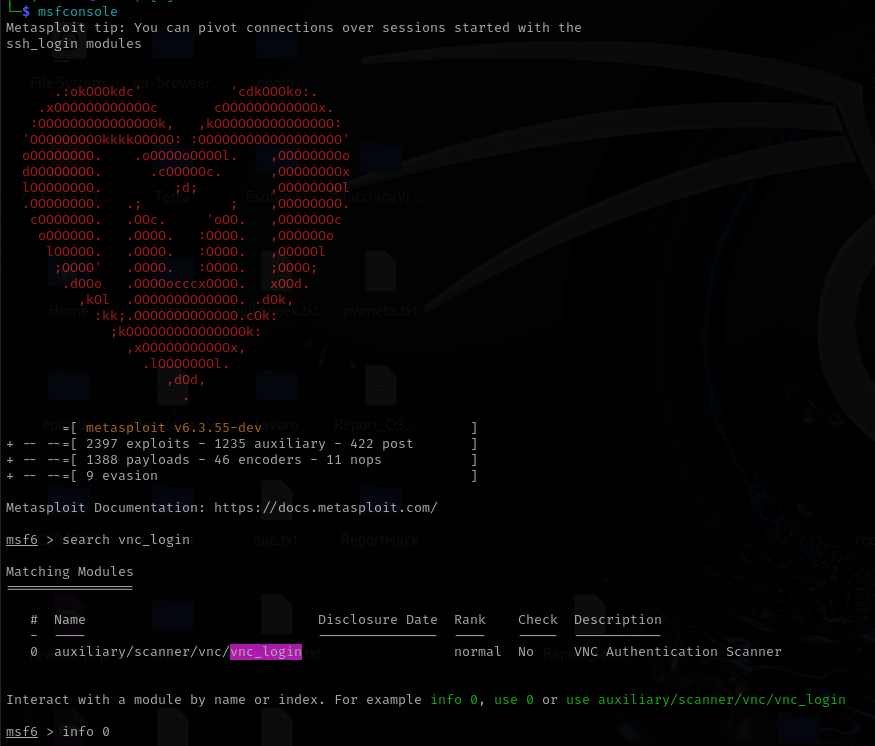 └─$ msfconsole
Metasploit tip: You can pivot connections over sessions started with the
ssh_login modules
.:okOOOkdc'           'cdkOOOko:.
.xOOOOOOOOOOOOc       cOOOOOOOOOOOOx.
:OOOOOOOOOOOOOOOk,   ,kOOOOOOOOOOOOOOO:
'OOOOOOOOOkkkkOOOOO: :OOOOOOOOOOOOOOOOOO'
oOOOOOOOO.    .oOOOOoOOOOl.    ,OOOOOOOOo
dOOOOOOOO.      .cOOOOOc.      ,OOOOOOOOx
lOOOOOOOO.         ;d;         ,OOOOOOOOl
.OOOOOOOO.   .;           ;    ,OOOOOOOO.
cOOOOOOO.   .OOc.     'oOO.   ,OOOOOOOc
oOOOOOO.   .OOOO.   :OOOO.   ,OOOOOOo
lOOOOO.   .OOOO.   :OOOO.   ,OOOOOl
;OOOO'   .OOOO.   :OOOO.   ;OOOO;
.dOOo   .OOOOocccxOOOO.   xOOd.
,kOl  .OOOOOOOOOOOOO. .dOk,
:kk;.OOOOOOOOOOOOO.cOk:
;kOOOOOOOOOOOOOOOk:
,xOOOOOOOOOOOx,
.lOOOOOOOl.
,dOd,
.
=[ metasploit v6.3.55-dev                          ]
+ -- --=[ 2397 exploits - 1235 auxiliary - 422 post       ]
+ -- --=[ 1388 payloads - 46 encoders - 11 nops           ]
+ -- --=[ 9 evasion                                       ]
Metasploit Documentation: https://docs.metasploit.com/
msf6 > search vnc_login
Matching Modules
================
#  Name                             Disclosure Date  Rank    Check  Description
-  ----                             ---------------  ----    -----  -----------
0  auxiliary/scanner/vnc/vnc_login                   normal  No     VNC Authentication Scanner
Interact with a module by name or index. For example info 0, use 0 or use auxiliary/scanner/vnc/vnc_login
msf6 > info 0